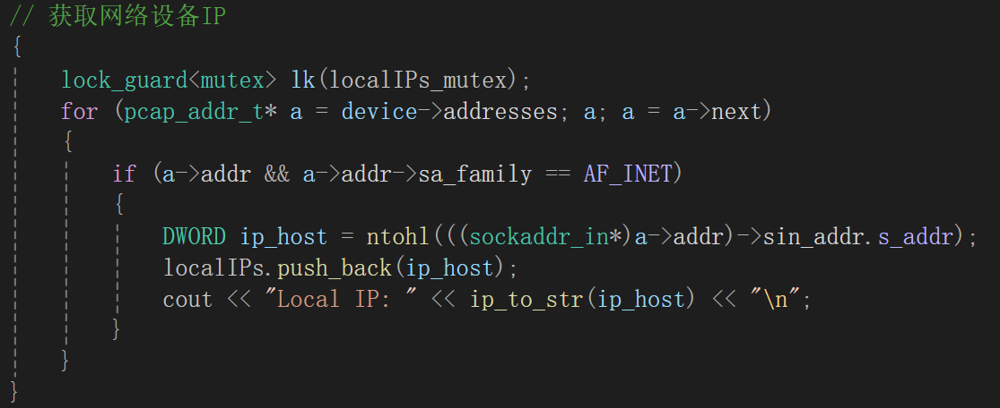 // 获取网络设备IP
{
lock_guard<mutex> lk(localIPs_mutex);
for (pcap_addr_t* a = device->addresses; a; a = a->next)
{
if (a->addr && a->addr->sa_family == AF_INET)
{
DWORD ip_host = ntohl(((sockaddr_in*)a->addr)->sin_addr.s_addr);
localIPs.push_back(ip_host);
cout << "Local IP: " << ip_to_str(ip_host) << "\n";
}
}
}